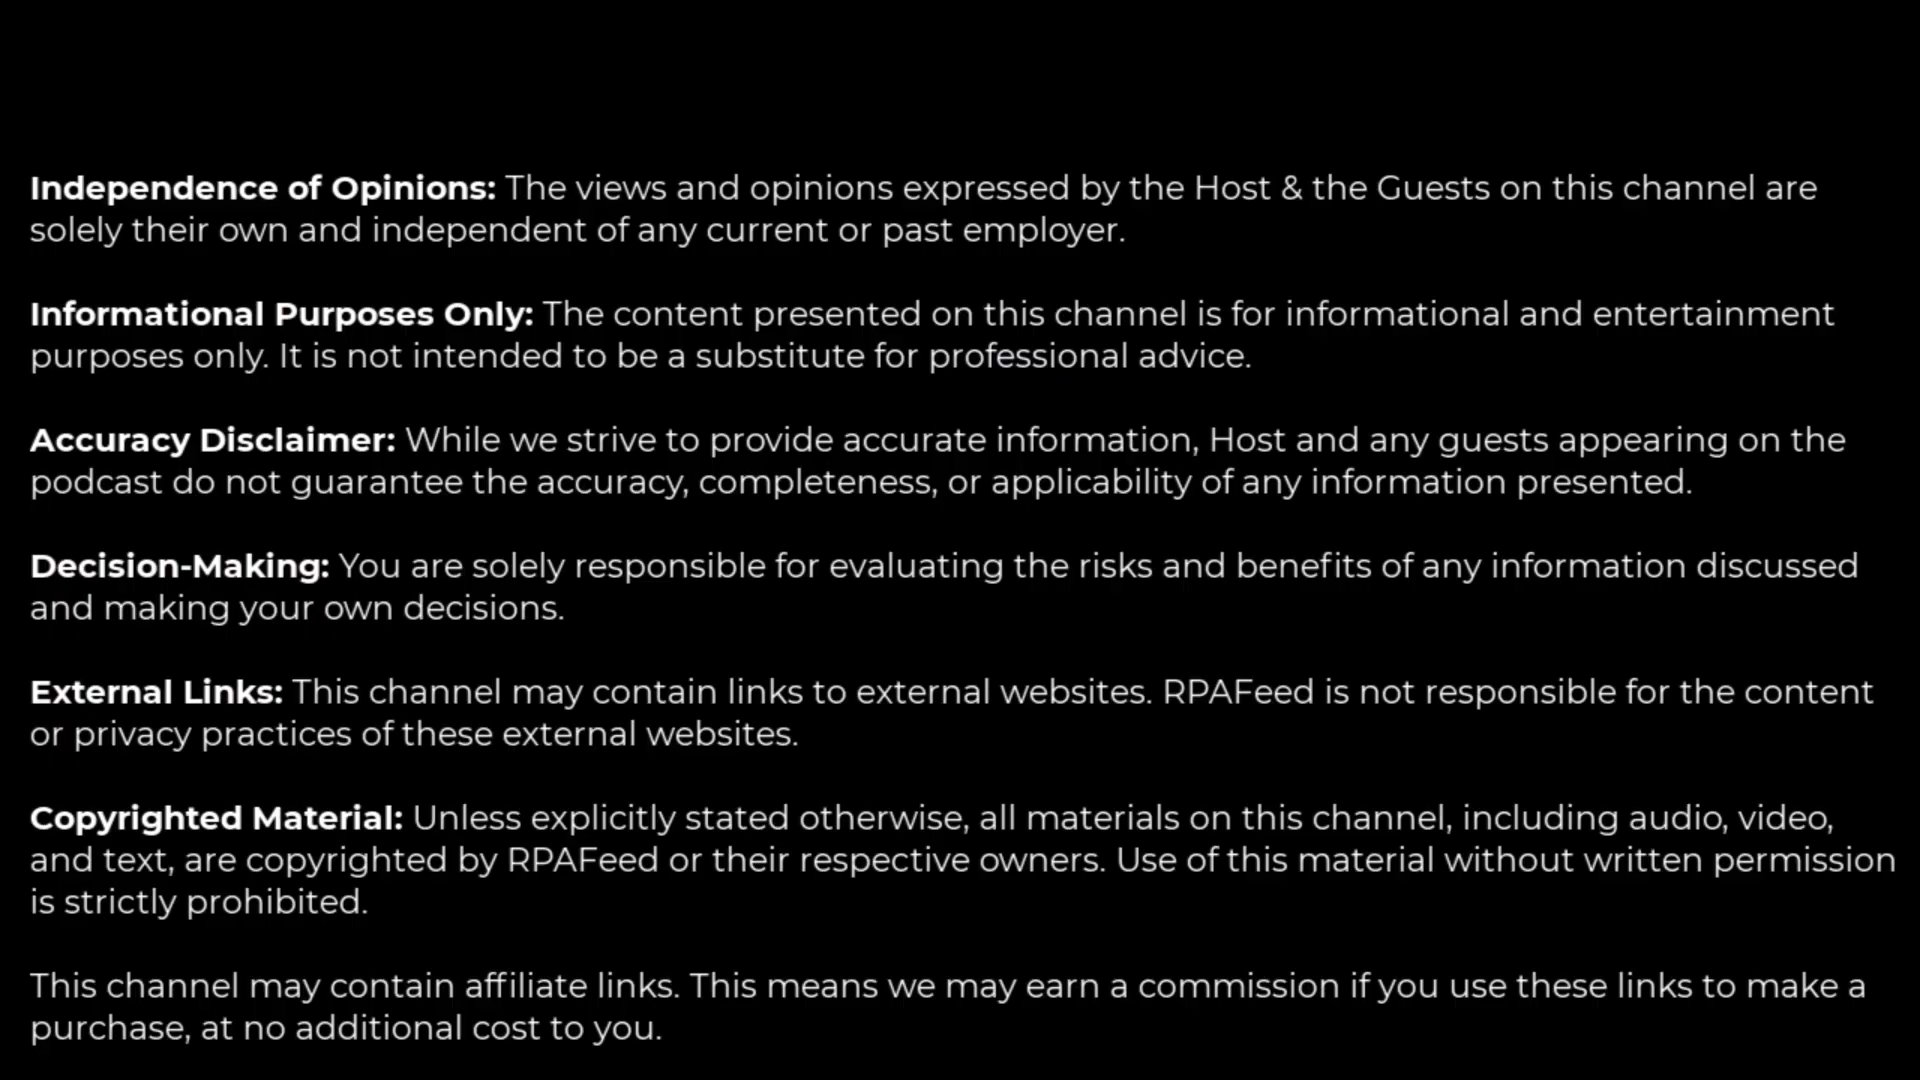 Independence of Opinions: The views and opinions expressed by the Host & the Guests on this channel are
solely their own and independent of any current or past employer.
Informational Purposes Only: The content presented on this channel is for informational and entertainment
purposes only. It is not intended to be a substitute for professional advice.
Accuracy Disclaimer: While we strive to provide accurate information, Host and any guests appearing on the
podcast do not guarantee the accuracy, completeness, or applicability of any information presented.
Decision-Making: You are solely responsible for evaluating the risks and benefits of any information discussed
and making your own decisions.
External Links: This channel may contain links to external websites. RPAFeed is not responsible for the content
or privacy practices of these external websites.
Copyrighted Material: Unless explicitly stated otherwise, all materials on this channel, including audio, video,
and text, are copyrighted by RPAFeed or their respective owners. Use of this material without written permission
is strictly prohibited.
This channel may contain affiliate links. This means we may earn a commission if you use these links to make a
purchase, at no additional cost to you.